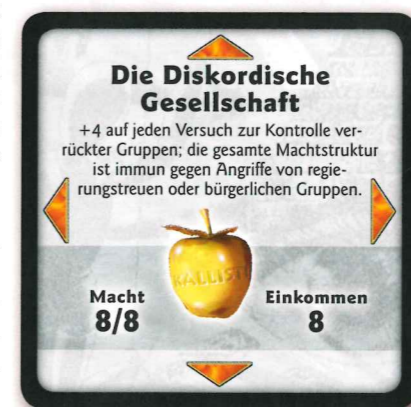 Die Diskordische
Gesellschaft
+4 auf jeden Versuch zur Kontrolle ver-
rückter Gruppen; die gesamte Machtstruktur
ist immun gegen Angriffe von regie-
rungstreuen oder bürgerlichen Gruppen.
KALLISTI
Macht
8/8
Einkommen
8